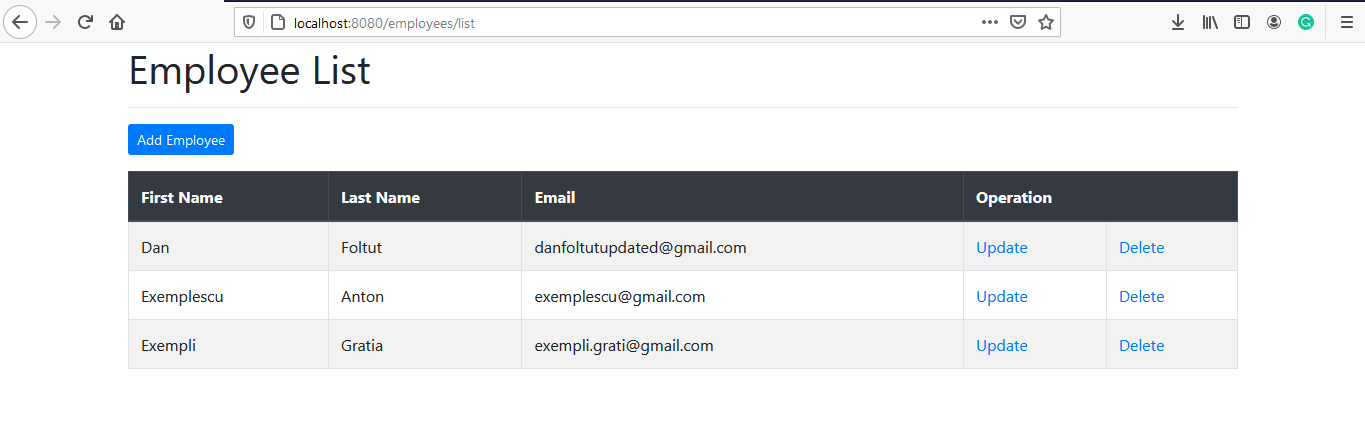 localhost:8080/employees/list
Employee List
Add Employee
First Name Last Name Email Operation
Dan Foltut danfoltutupdated@gmail.com Update Delete
Exemplescu Anton exemplescu@gmail.com Update Delete
Exempli Gratia exempli.grati@gmail.com Update Delete